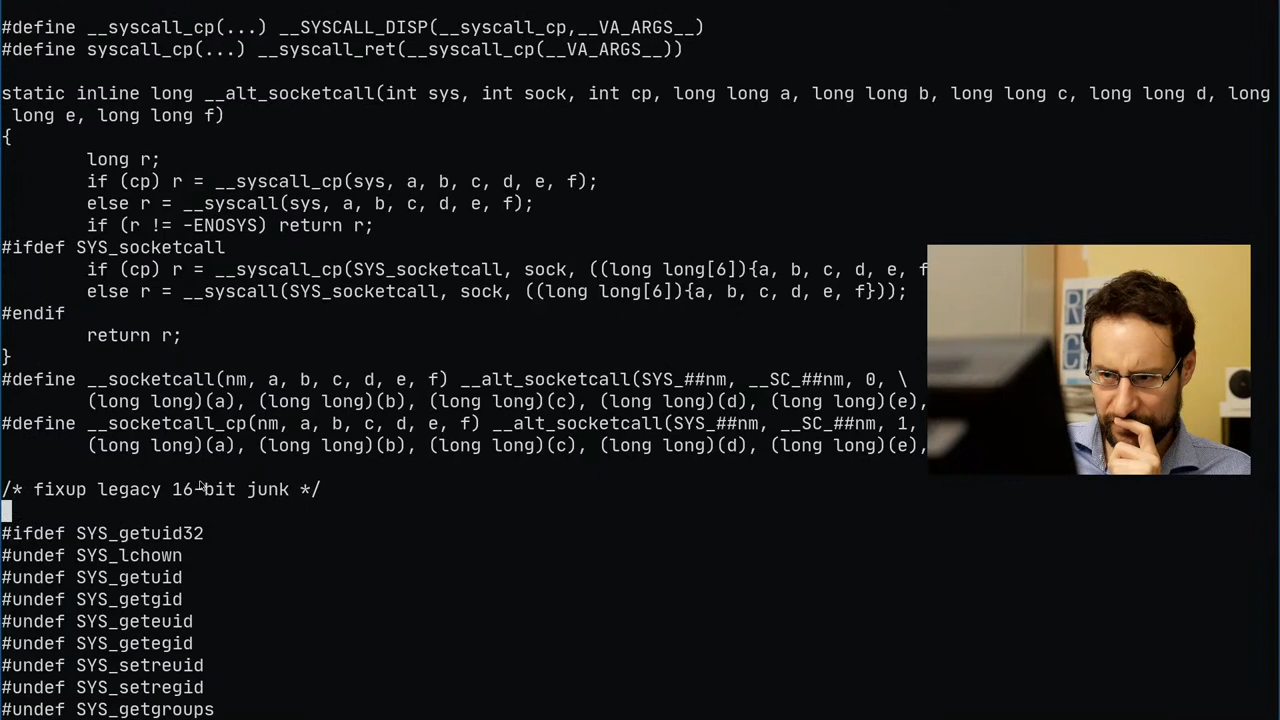 #define __syscall_cp(...) __SYSCALL_DISP(__syscall_cp,__VA_ARGS__)
#define syscall_cp(...) __syscall_ret(__syscall_cp(__VA_ARGS__))
static inline long __alt_socketcall(int sys, int sock, int cp, long long a, long long b, long long c, long long d, long
 long e, long long f)
{
        long r;
        if (cp) r = __syscall_cp(sys, a, b, c, d, e, f);
        else r = __syscall(sys, a, b, c, d, e, f);
        if (r != -ENOSYS) return r;
#ifdef SYS_socketcall
        if (cp) r = __syscall_cp(SYS_socketcall, sock, ((long long[6]){a, b, c, d, e, f
        else r = __syscall(SYS_socketcall, sock, ((long long[6]){a, b, c, d, e, f}));
#endif
        return r;
}
#define __socketcall(nm, a, b, c, d, e, f) __alt_socketcall(SYS_##nm, __SC_##nm, 0, \
        (long long)(a), (long long)(b), (long long)(c), (long long)(d), (long long)(e),
#define __socketcall_cp(nm, a, b, c, d, e, f) __alt_socketcall(SYS_##nm, __SC_##nm, 1,
        (long long)(a), (long long)(b), (long long)(c), (long long)(d), (long long)(e),
/* fixup legacy 16-bit junk */
#ifdef SYS_getuid32
#undef SYS_lchown
#undef SYS_getuid
#undef SYS_getgid
#undef SYS_geteuid
#undef SYS_getegid
#undef SYS_setreuid
#undef SYS_setregid
#undef SYS_getgroups